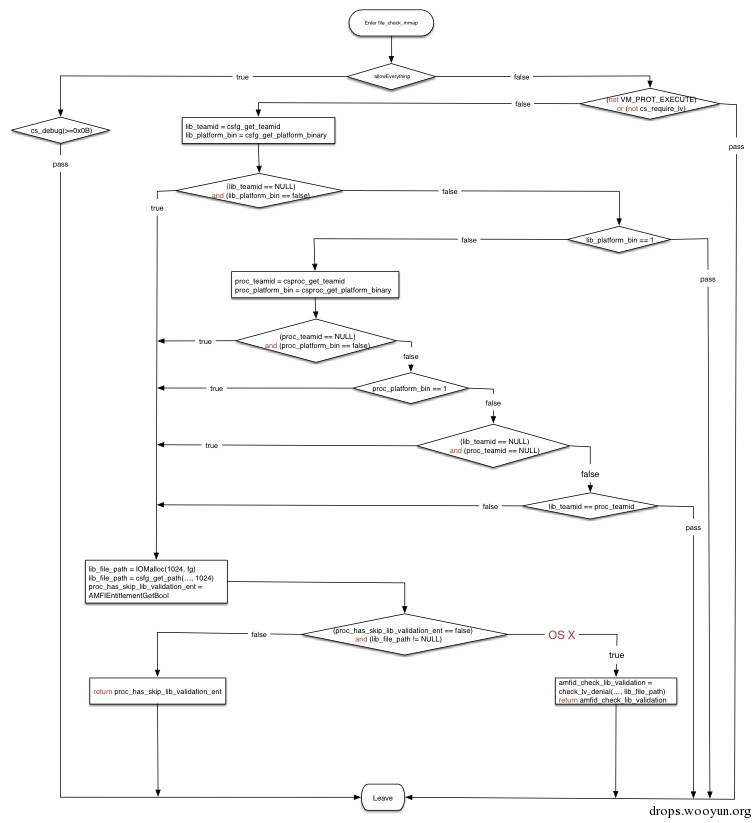 Enter file_check_mmap
allowEverything
true
false
(not VM_PROT_EXECUTE)
or (not cs_require_lv)
false
cs_debug(>=0x0B)
lib_teamid = csfg_get_teamid
lib_platform_bin = csfg_get_platform_binary
pass
pass
(lib_teamid == NULL)
and (lib_platform_bin == false)
false
true
lib_platform_bin == 1
false
pass
proc_teamid = csproc_get_teamid
proc_platform_bin = csproc_get_platform_binary
(proc_teamid == NULL)
and (proc_platform_bin == false)
true
false
proc_platform_bin == 1
true
false
(lib_teamid == NULL)
and (proc_teamid == NULL)
true
false
lib_teamid == proc_teamid
false
pass
lib_file_path = IOMalloc(1024, fg)
lib_file_path = csfg_get_path(...., 1024)
proc_has_skip_lib_validation_ent =
AMFIEntitlementGetBool
(proc_has_skip_lib_validation_ent == false)
and (lib_file_path != NULL)
false
OS X
true
return proc_has_skip_lib_validation_ent
amfid_check_lib_validation =
check_lv_denial(...., lib_file_path)
return amfid_check_lib_validation
Leave
drops.wooyun.org